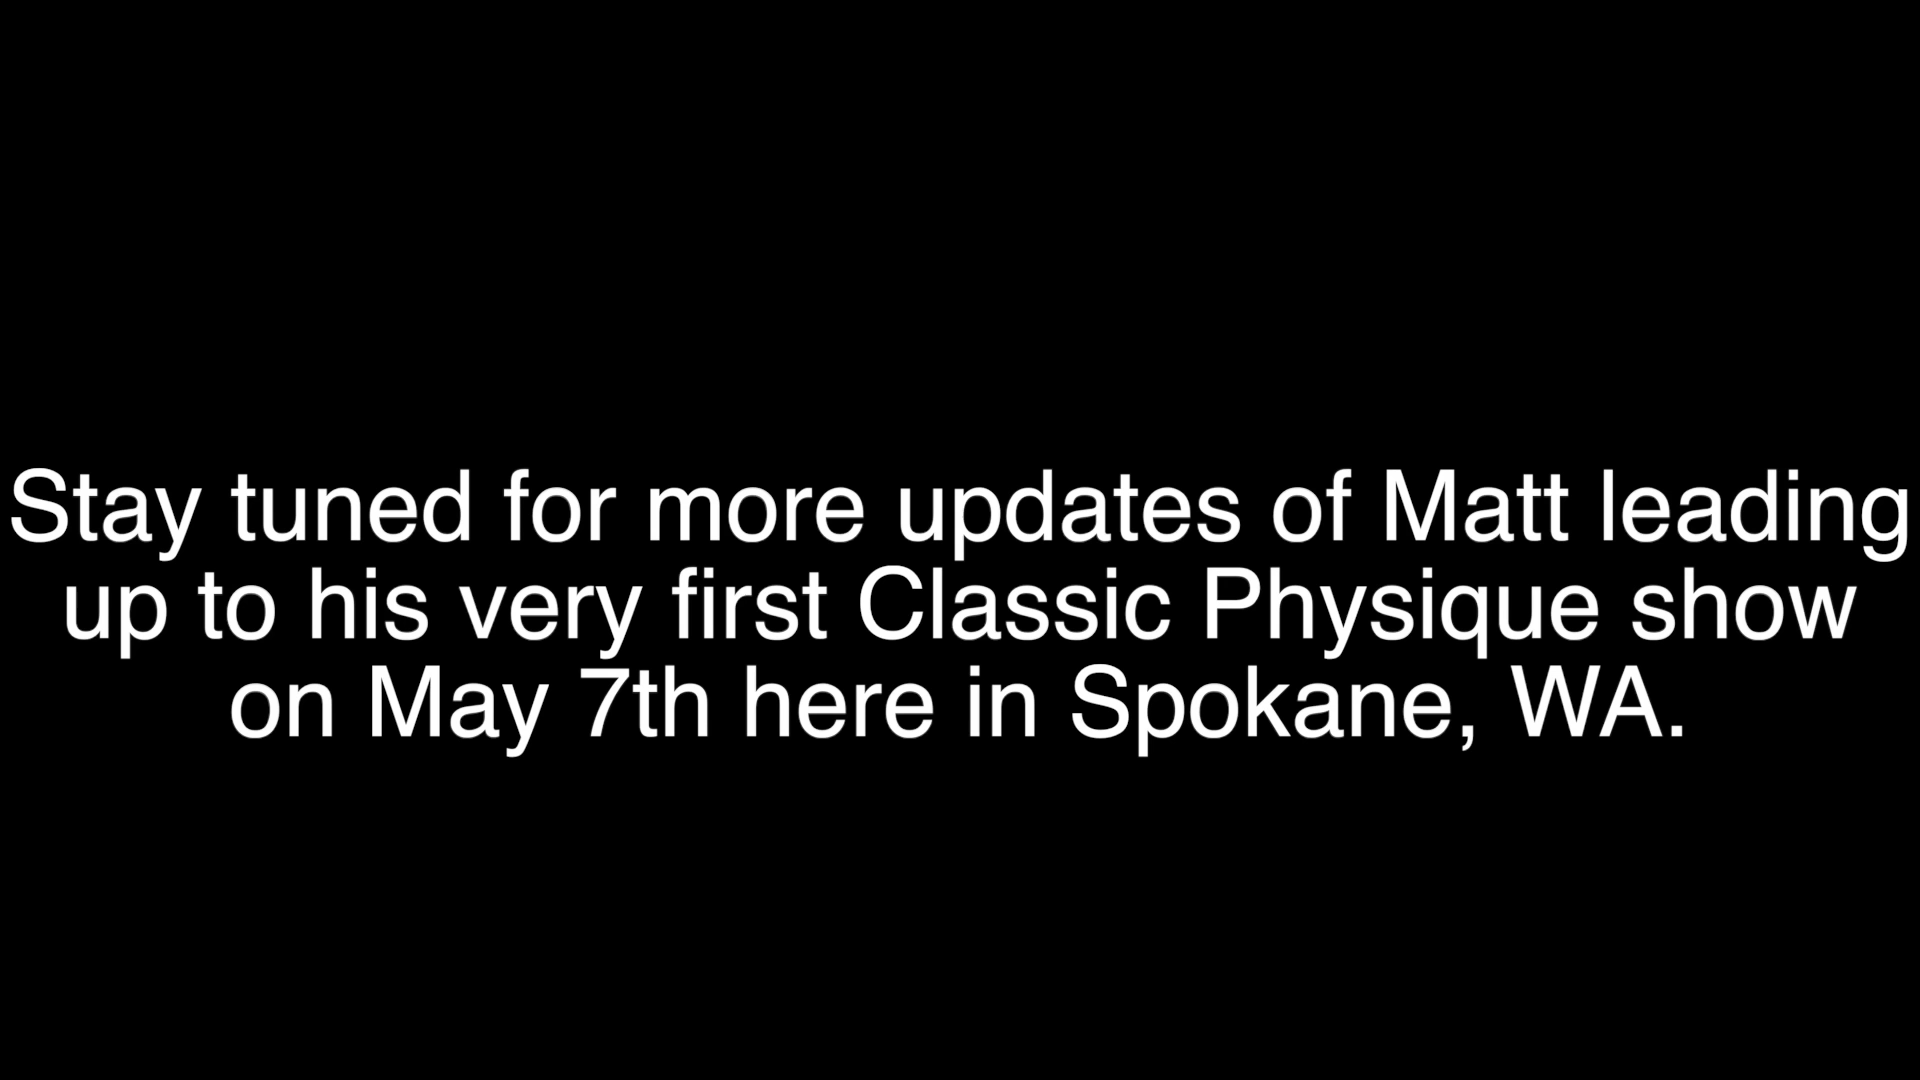 Stay tuned for more updates of Matt leading
up to his very first Classic Physique show
on May 7th here in Spokane, WA.